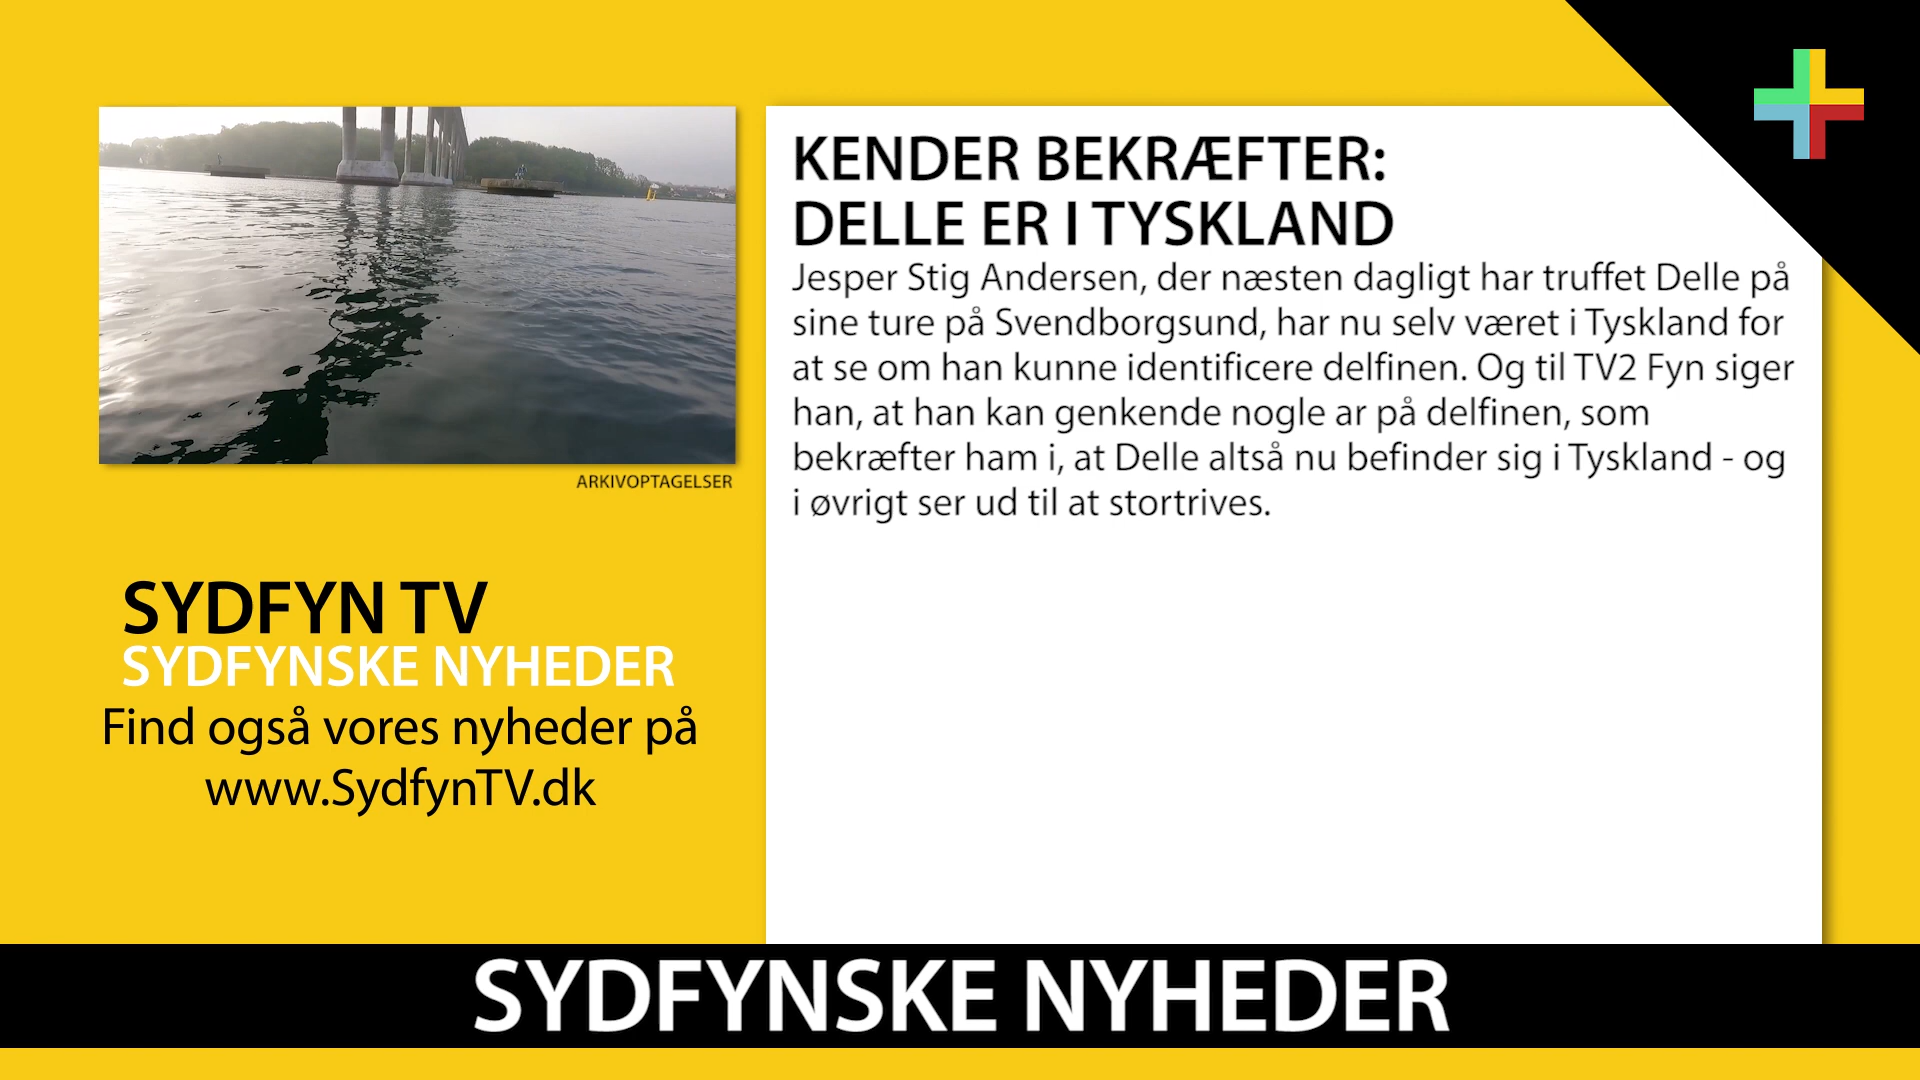 KENDER BEKRÆFTER:
DELLE ER I TYSKLAND
Jesper Stig Andersen, der næsten dagligt har truffet Delle på
sine ture på Svendborgsund, har nu selv været i Tyskland for
at se om han kunne identificere delfinen. Og til TV2 Fyn siger
han, at han kan genkende nogle ar på delfinen, som
bekræfter ham i, at Delle altså nu befinder sig i Tyskland - og
i øvrigt ser ud til at stortrives.
ARKIVOPTAGELSER
SYDFYN TV
SYDFYNSKE NYHEDER
Find også vores nyheder på
www.SydfynTV.dk
SYDFYNSKE NYHEDER